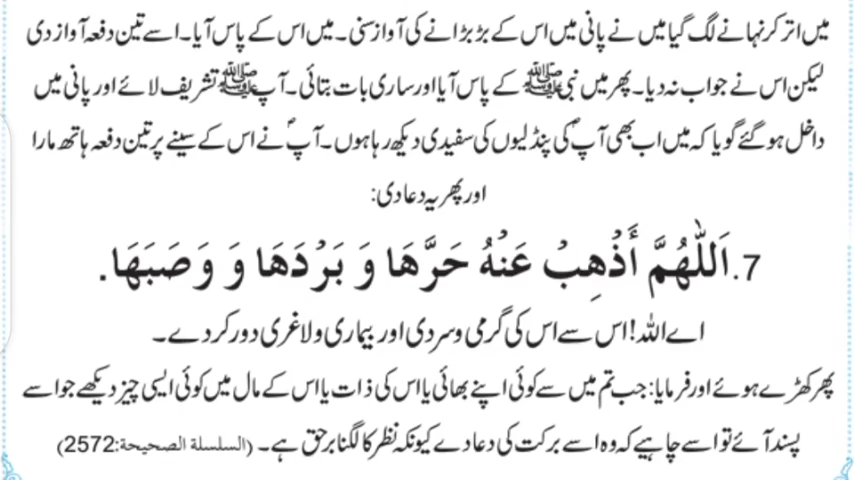 میں اتر کر نہانے لگ گیا میں نے پانی میں اس کے بڑبڑانے کی آواز سنی۔ میں اس کے پاس آیا۔ اسے تین دفعہ آواز دی
لیکن اس نے جواب نہ دیا۔ پھر میں نبی ﷺ کے پاس آیا اور ساری بات بتائی۔ آپ ﷺ تشریف لائے اور پانی میں
داخل ہو گئے گویا کہ میں اب بھی آپؐ کی پنڈلیوں کی سفیدی دیکھ رہا ہوں۔ آپؐ نے اس کے سینے پر تین دفعہ ہاتھ مارا
اور پھر یہ دعا دی:
7. اَللّٰهُمَّ أَذْهِبْ عَنْهُ حَرَّهَا وَ بَرْدَهَا وَ وَصَبَهَا.
اے اللہ! اس سے اس کی گرمی و سردی اور بیماری و لاغری دور کر دے۔
پھر کھڑے ہوئے اور فرمایا: جب تم میں سے کوئی اپنے بھائی یا اس کی ذات یا اس کے مال میں کوئی ایسی چیز دیکھے جو اسے
پسند آئے تو اسے چاہیے کہ وہ اسے برکت کی دعا دے کیونکہ نظر کا لگنا برحق ہے۔ (السلسلة الصحيحة:2572)